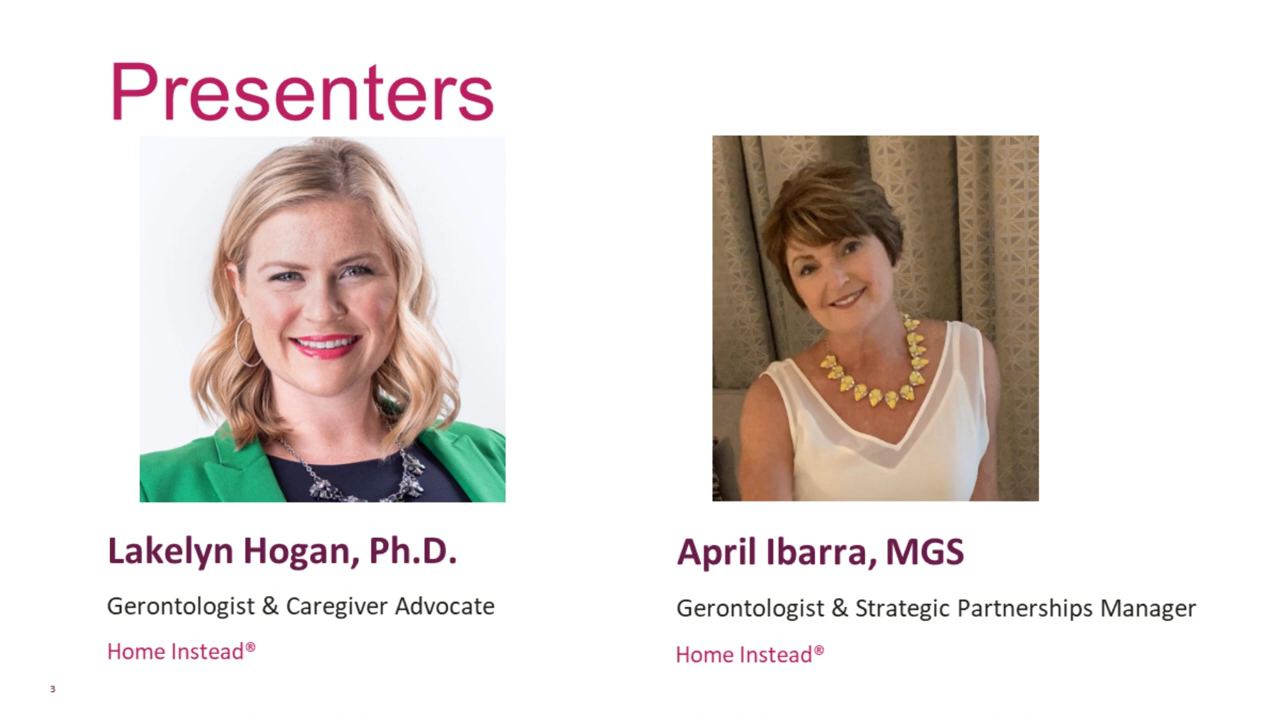 Presenters
Lakelyn Hogan, Ph.D.
Gerontologist & Caregiver Advocate
Home Instead®
April Ibarra, MGS
Gerontologist & Strategic Partnerships Manager
Home Instead®
3